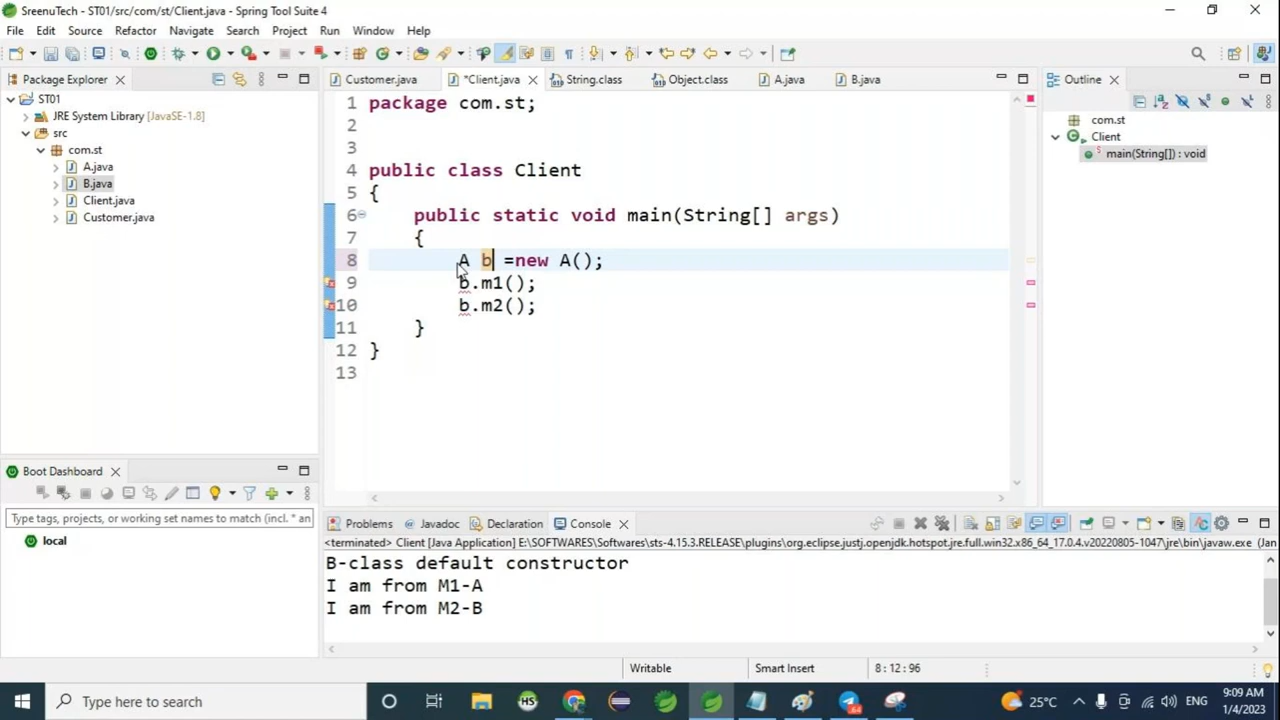 SreenuTech - ST01/src/com/st/Client.java - Spring Tool Suite 4
File Edit Source Refactor Navigate Search Project Run Window Help
Package Explorer
Customer.java
*Client.java
String.class
Object.class
A.java
B.java
Outline
ST01
JRE System Library [JavaSE-1.8]
src
com.st
A.java
B.java
Client.java
Customer.java
1 package com.st;
2
3
4 public class Client
5 {
6 public static void main(String[] args)
7 {
8 A b =new A();
9 b.m1();
10 b.m2();
11 }
12 }
13
com.st
Client
main(String[]) : void
Boot Dashboard
Type tags, projects, or working set names to match (incl. * an
local
Problems Javadoc Declaration Console
<terminated> Client [Java Application] E:\SOFTWARES\Softwares\sts-4.15.3.RELEASE\plugins\org.eclipse.justj.openjdk.hotspot.jre.full.win32.x86_64_17.0.4.v20220805-1047\jre\bin\javaw.exe (Jan
B-class default constructor
I am from M1-A
I am from M2-B
Writable
Smart Insert
8 : 12 : 96
Type here to search
HS
64
25°C
ENG
9:09 AM
1/4/2023